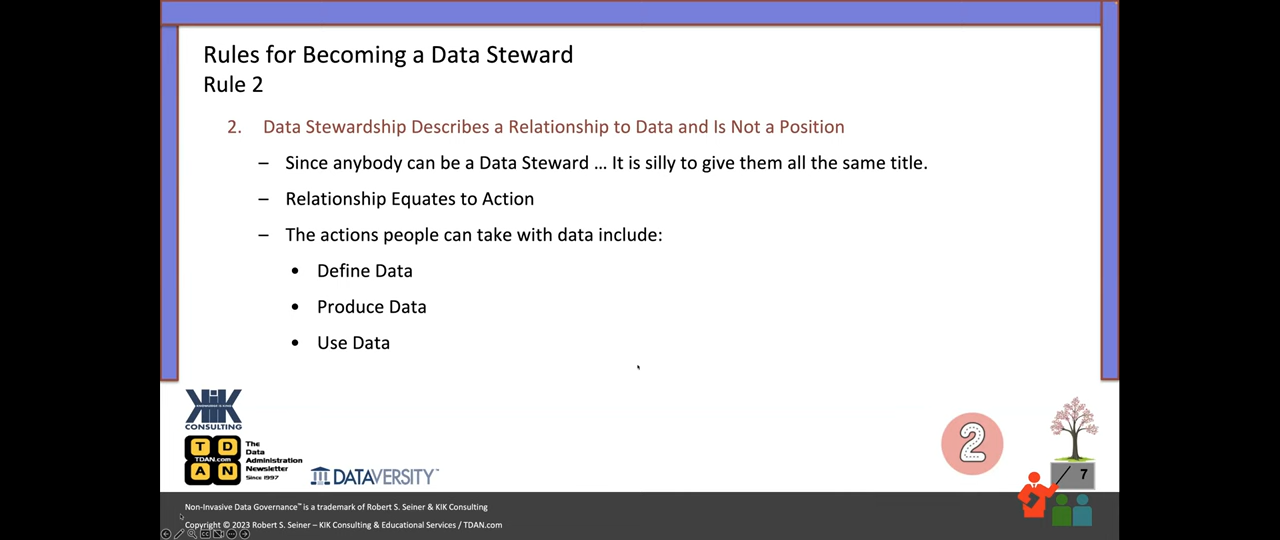 Rules for Becoming a Data Steward
Rule 2
2. Data Stewardship Describes a Relationship to Data and Is Not a Position
– Since anybody can be a Data Steward ... It is silly to give them all the same title.
– Relationship Equates to Action
– The actions people can take with data include:
• Define Data
• Produce Data
• Use Data
KIK
CONSULTING
T D
TDAN.com
A N
The
Data
Administration
Newsletter
Since 1997
DATAVERSITY™
2
7
Non-Invasive Data Governance™ is a trademark of Robert S. Seiner & KIK Consulting
Copyright © 2023 Robert S. Seiner – KIK Consulting & Educational Services / TDAN.com